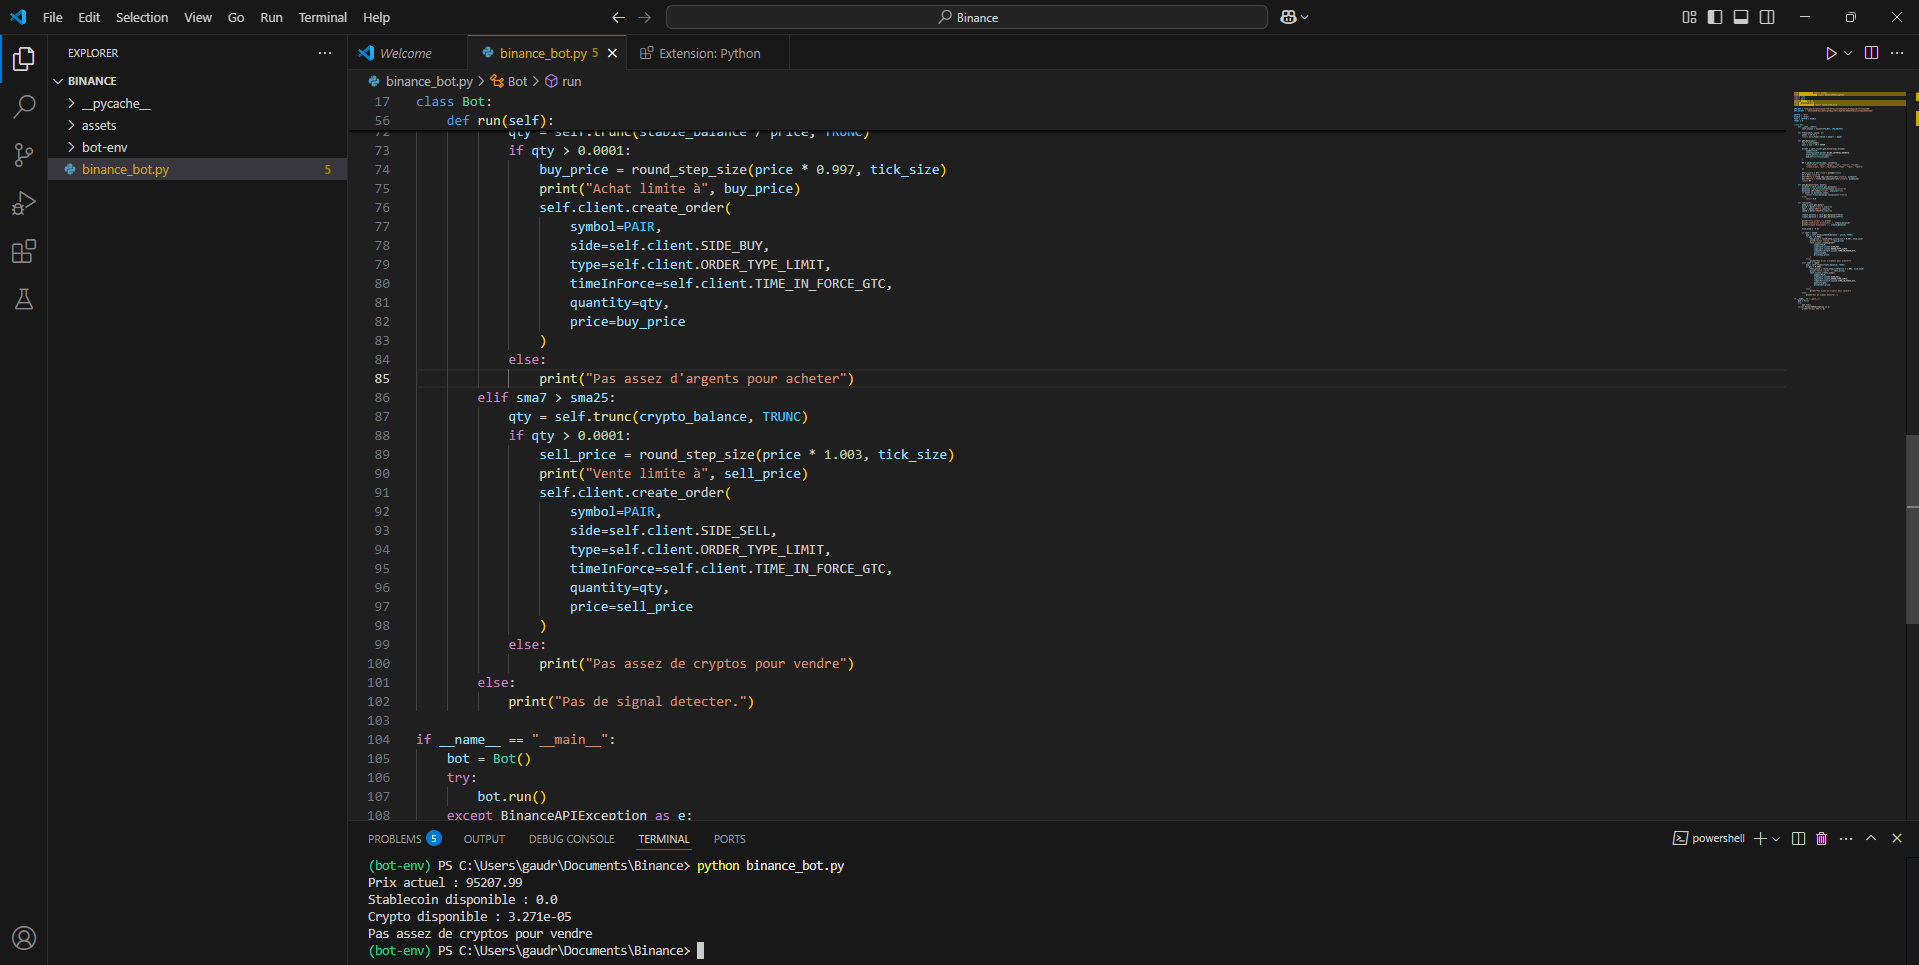 File Edit Selection View Go Run Terminal Help
Binance
EXPLORER
BINANCE
__pycache__
assets
bot-env
binance_bot.py 5
Welcome
binance_bot.py 5
Extension: Python
binance_bot.py > Bot > run
17 class Bot:
56 def run(self):
72 qty = self.trunc(stable_balance / price, TRUNC)
73 if qty > 0.0001:
74 buy_price = round_step_size(price * 0.997, tick_size)
75 print("Achat limite à", buy_price)
76 self.client.create_order(
77 symbol=PAIR,
78 side=self.client.SIDE_BUY,
79 type=self.client.ORDER_TYPE_LIMIT,
80 timeInForce=self.client.TIME_IN_FORCE_GTC,
81 quantity=qty,
82 price=buy_price
83 )
84 else:
85 print("Pas assez d'argents pour acheter")
86 elif sma7 > sma25:
87 qty = self.trunc(crypto_balance, TRUNC)
88 if qty > 0.0001:
89 sell_price = round_step_size(price * 1.003, tick_size)
90 print("Vente limite à", sell_price)
91 self.client.create_order(
92 symbol=PAIR,
93 side=self.client.SIDE_SELL,
94 type=self.client.ORDER_TYPE_LIMIT,
95 timeInForce=self.client.TIME_IN_FORCE_GTC,
96 quantity=qty,
97 price=sell_price
98 )
99 else:
100 print("Pas assez de cryptos pour vendre")
101 else:
102 print("Pas de signal detecter.")
103
104 if __name__ == "__main__":
105 bot = Bot()
106 try:
107 bot.run()
108 except BinanceAPIException as e:
PROBLEMS 5 OUTPUT DEBUG CONSOLE TERMINAL PORTS
powershell
(bot-env) PS C:\Users\gaudr\Documents\Binance> python binance_bot.py
Prix actuel : 95207.99
Stablecoin disponible : 0.0
Crypto disponible : 3.271e-05
Pas assez de cryptos pour vendre
(bot-env) PS C:\Users\gaudr\Documents\Binance>